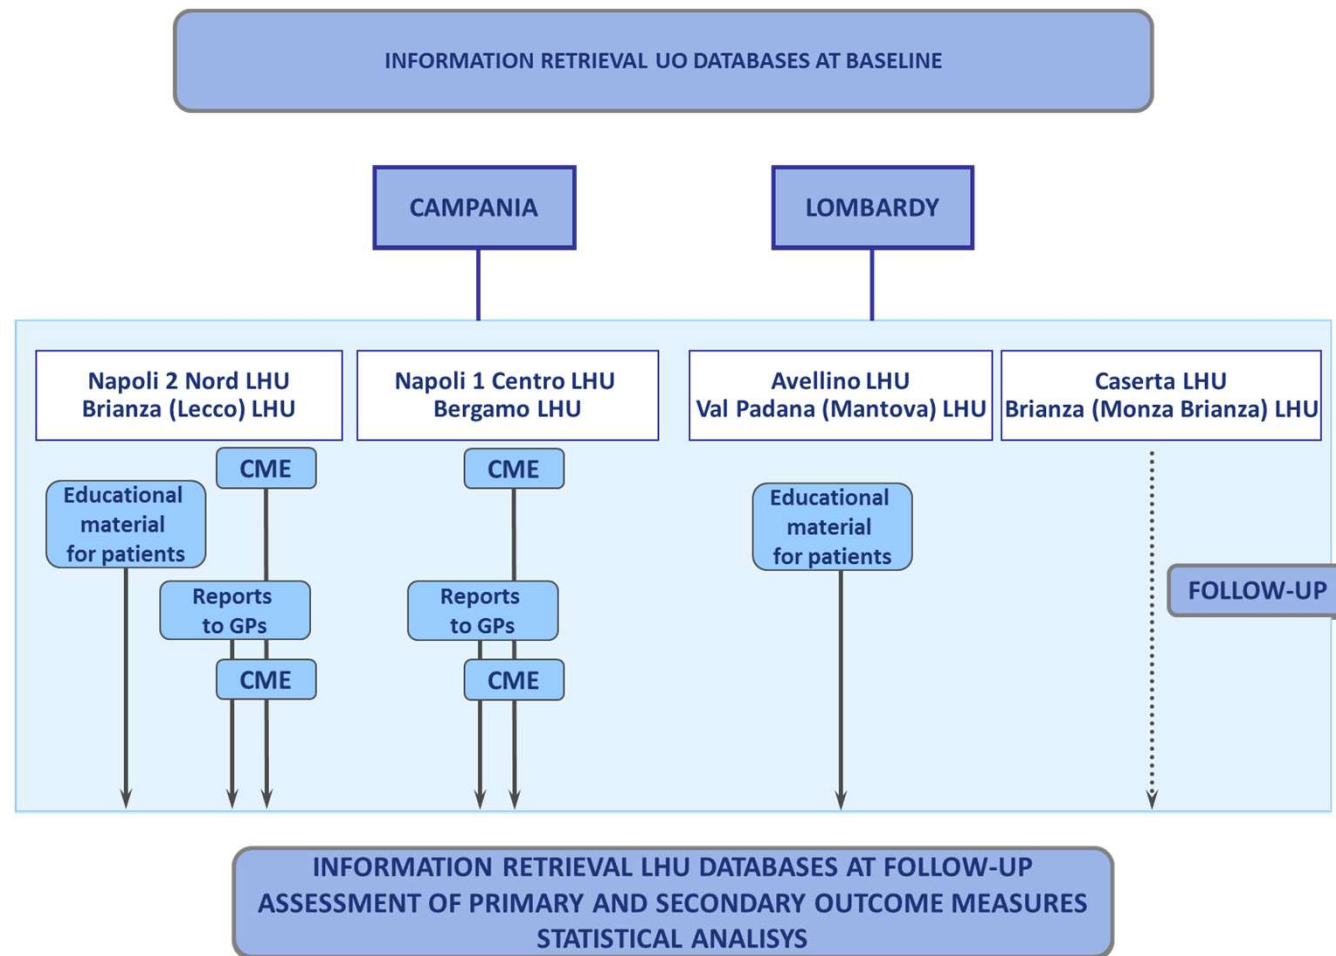 INFORMATION RETRIEVAL UO DATABASES AT BASELINE
CAMPANIA
LOMBARDY
Napoli 2 Nord LHU
Brianza (Lecco) LHU
Napoli 1 Centro LHU
Bergamo LHU
Avellino LHU
Val Padana (Mantova) LHU
Caserta LHU
Brianza (Monza Brianza) LHU
CME
Educational
material
for patients
Reports
to GPs
CME
CME
Reports
to GPs
CME
Educational
material
for patients
FOLLOW-UP
INFORMATION RETRIEVAL LHU DATABASES AT FOLLOW-UP
ASSESSMENT OF PRIMARY AND SECONDARY OUTCOME MEASURES
STATISTICAL ANALISYS